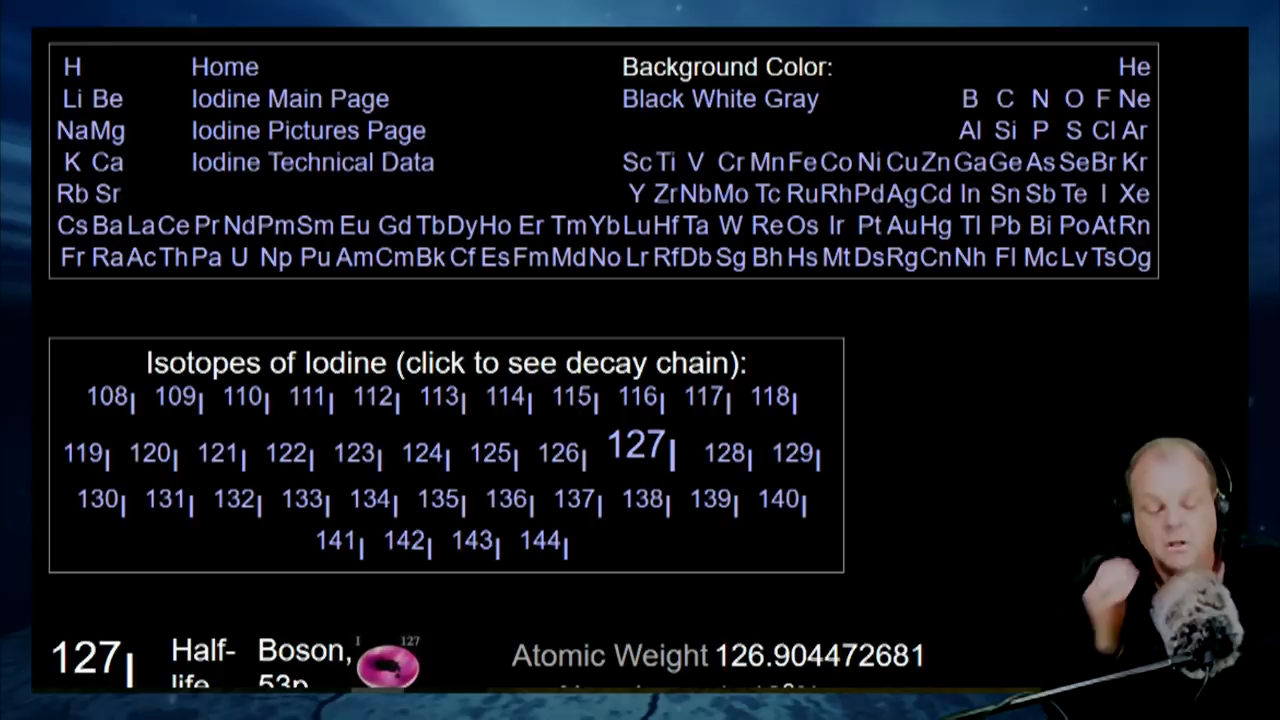 H Home Background Color: He
Li Be Iodine Main Page Black White Gray B C N O F Ne
Na Mg Iodine Pictures Page Al Si P S Cl Ar
K Ca Iodine Technical Data Sc Ti V Cr Mn Fe Co Ni Cu Zn Ga Ge As Se Br Kr
Rb Sr Y Zr Nb Mo Tc Ru Rh Pd Ag Cd In Sn Sb Te I Xe
Cs Ba La Ce Pr Nd Pm Sm Eu Gd Tb Dy Ho Er Tm Yb Lu Hf Ta W Re Os Ir Pt Au Hg Tl Pb Bi Po At Rn
Fr Ra Ac Th Pa U Np Pu Am Cm Bk Cf Es Fm Md No Lr Rf Db Sg Bh Hs Mt Ds Rg Cn Nh Fl Mc Lv Ts Og
Isotopes of Iodine (click to see decay chain):
108I 109I 110I 111I 112I 113I 114I 115I 116I 117I 118I
119I 120I 121I 122I 123I 124I 125I 126I 127I 128I 129I
130I 131I 132I 133I 134I 135I 136I 137I 138I 139I 140I
141I 142I 143I 144I
127I Half- Boson, I 127 Atomic Weight 126.904472681
life 53p